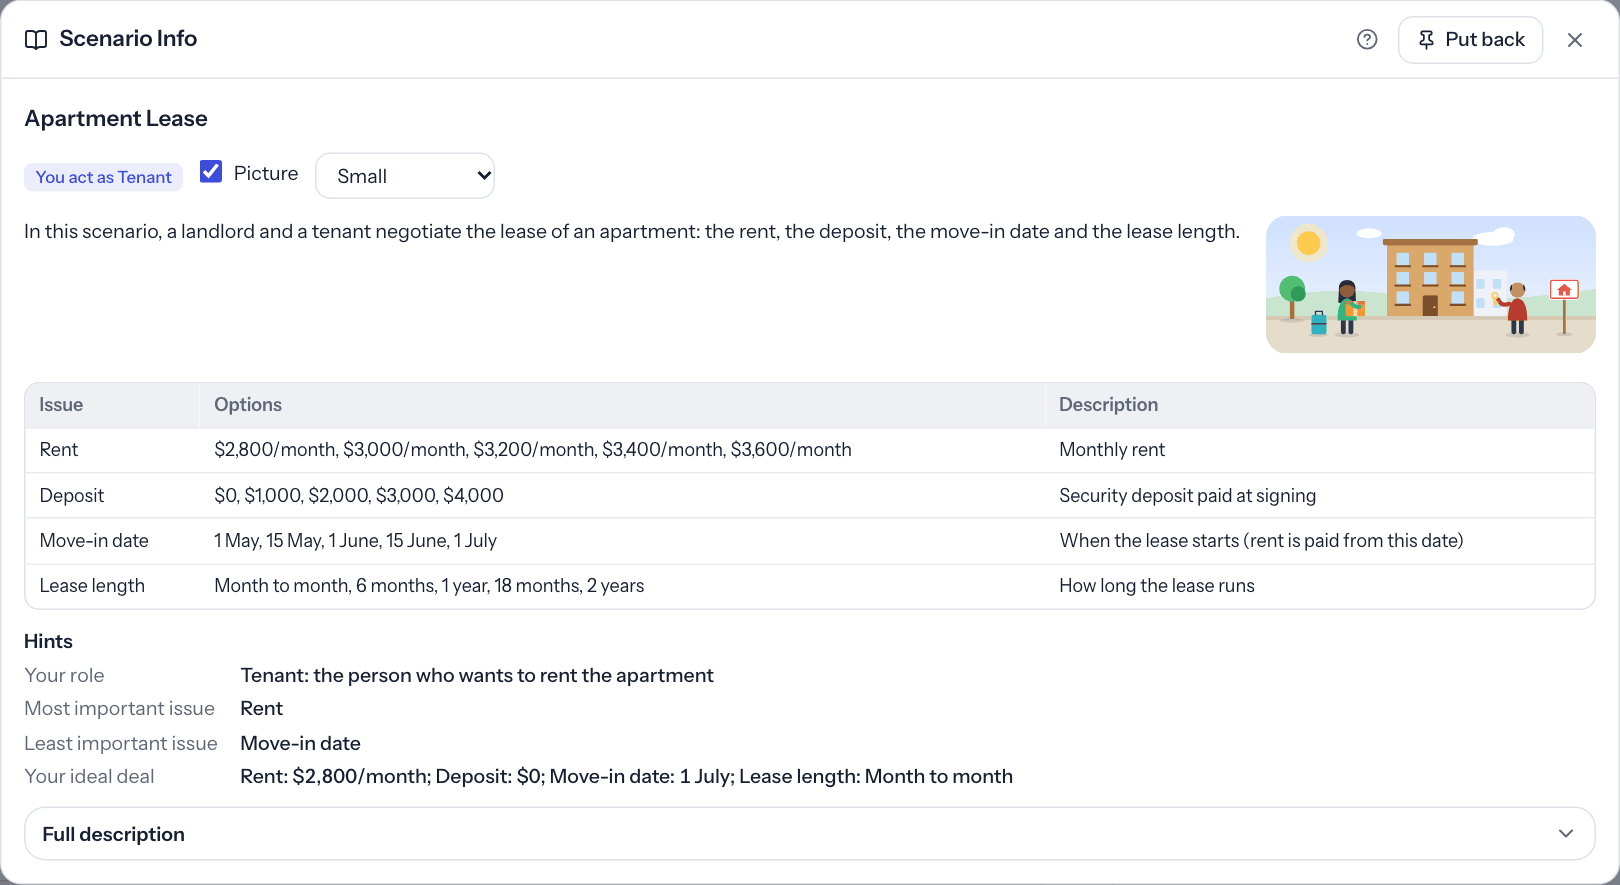 Scenario Info
Put back
Apartment Lease
You act as Tenant
Picture
Small
In this scenario, a landlord and a tenant negotiate the lease of an apartment: the rent, the deposit, the move-in date and the lease length.
Issue Options Description
Rent $2,800/month, $3,000/month, $3,200/month, $3,400/month, $3,600/month Monthly rent
Deposit $0, $1,000, $2,000, $3,000, $4,000 Security deposit paid at signing
Move-in date 1 May, 15 May, 1 June, 15 June, 1 July When the lease starts (rent is paid from this date)
Lease length Month to month, 6 months, 1 year, 18 months, 2 years How long the lease runs
Hints
Your role Tenant: the person who wants to rent the apartment
Most important issue Rent
Least important issue Move-in date
Your ideal deal Rent: $2,800/month; Deposit: $0; Move-in date: 1 July; Lease length: Month to month
Full description